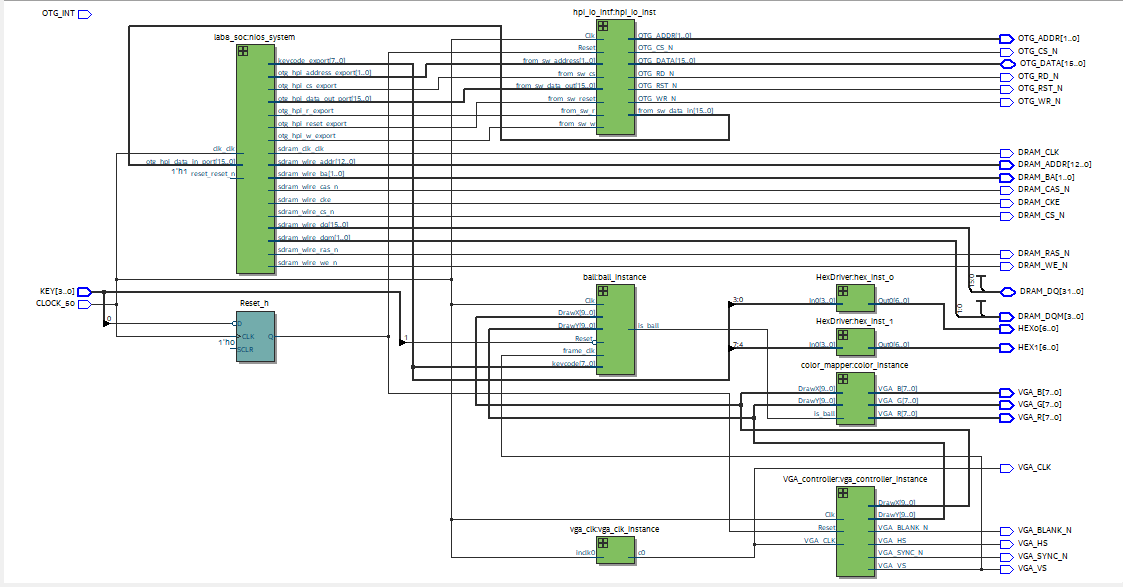 OTG_INT
hpi_io_intf:hpi_io_inst
lab8_soc:nios_system
Clk
Reset
from_sw_address[1..0]
from_sw_cs
from_sw_data_out[15..0]
from_sw_reset
from_sw_r
from_sw_w
OTG_ADDR[1..0]
OTG_CS_N
OTG_DATA[15..0]
OTG_RD_N
OTG_RST_N
OTG_WR_N
from_sw_data_in[15..0]
OTG_ADDR[1..0]
OTG_CS_N
OTG_DATA[15..0]
OTG_RD_N
OTG_RST_N
OTG_WR_N
keycode_export[7..0]
otg_hpi_address_export[1..0]
otg_hpi_cs_export
otg_hpi_data_out_port[15..0]
otg_hpi_r_export
otg_hpi_reset_export
otg_hpi_w_export
clk_clk
otg_hpi_data_in_port[15..0]
1'h1 reset_reset_n
sdram_clk_clk
sdram_wire_addr[12..0]
sdram_wire_ba[1..0]
sdram_wire_cas_n
sdram_wire_cke
sdram_wire_cs_n
sdram_wire_dq[15..0]
sdram_wire_dqm[1..0]
sdram_wire_ras_n
sdram_wire_we_n
DRAM_CLK
DRAM_ADDR[12..0]
DRAM_BA[1..0]
DRAM_CAS_N
DRAM_CKE
DRAM_CS_N
DRAM_RAS_N
DRAM_WE_N
15:0
DRAM_DQ[31..0]
1:0
DRAM_DQM[3..0]
HEX0[6..0]
HEX1[6..0]
KEY[3..0]
CLOCK_50
Reset_h
0
D
CLK
1'h0
SCLR
Q
1
ball:ball_instance
Clk
DrawX[9..0]
DrawY[9..0]
Reset
frame_clk
keycode[7..0]
is_ball
HexDriver:hex_inst_0
3:0
In0[3..0]
Out0[6..0]
HexDriver:hex_inst_1
7:4
In0[3..0]
Out0[6..0]
color_mapper:color_instance
DrawX[9..0]
DrawY[9..0]
is_ball
VGA_B[7..0]
VGA_G[7..0]
VGA_R[7..0]
VGA_B[7..0]
VGA_G[7..0]
VGA_R[7..0]
VGA_CLK
VGA_controller:vga_controller_instance
Clk
Reset
VGA_CLK
DrawX[9..0]
DrawY[9..0]
VGA_BLANK_N
VGA_HS
VGA_SYNC_N
VGA_VS
VGA_BLANK_N
VGA_HS
VGA_SYNC_N
VGA_VS
vga_clk:vga_clk_instance
inclk0
c0